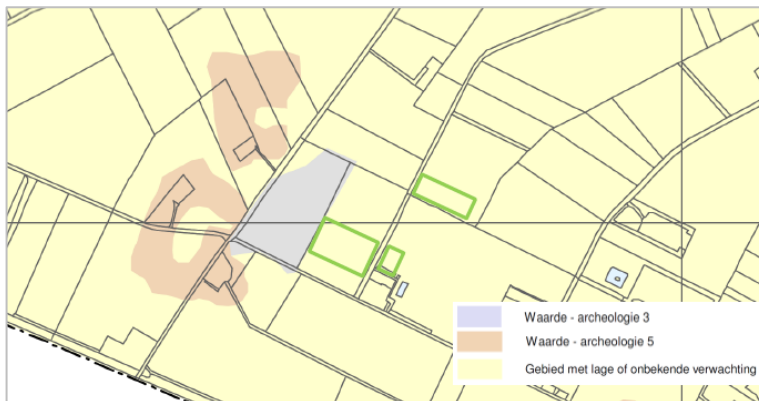 Waarde - archeologie 3
Waarde - archeologie 5
Gebied met lage of onbekende verwachting